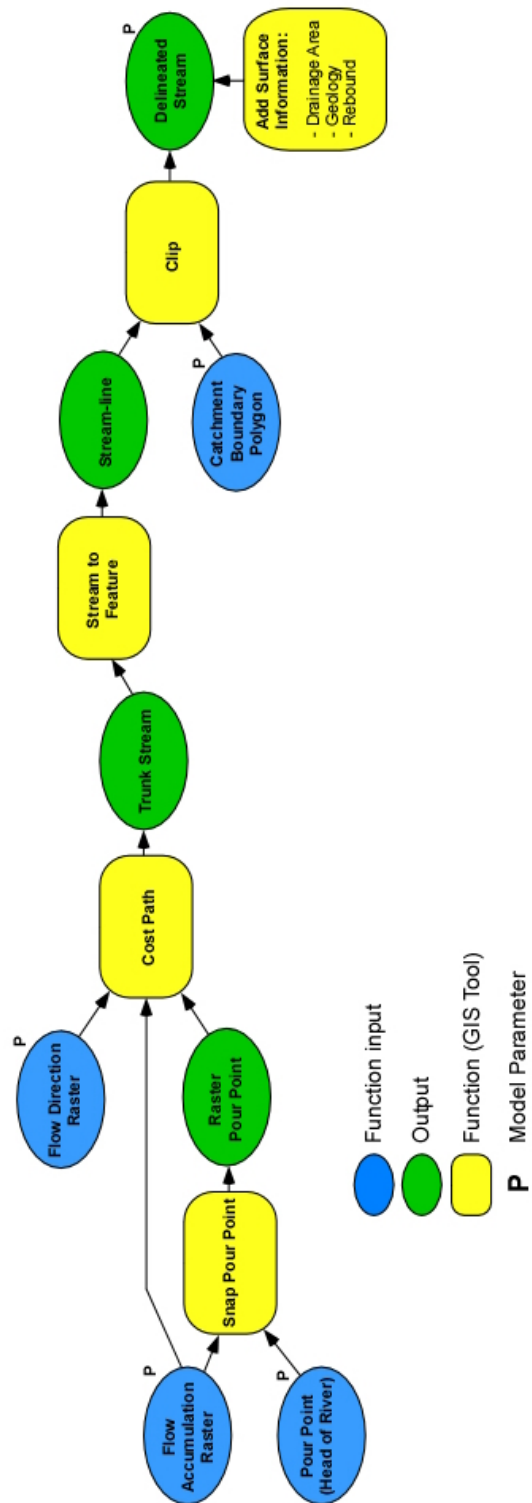 Flow
Accumulation
Raster
P
Pour Point
(Head of River)
P
Snap Pour Point
Raster
Pour Point
Flow Direction
Raster
P
Cost Path
Trunk Stream
Stream to
Feature
Stream-line
Catchment
Boundary
Polygon
P
Clip
Delineated
Stream
P
Add Surface
Information:
- Drainage Area
- Geology
- Rebound
Function input
Output
Function (GIS Tool)
P Model Parameter